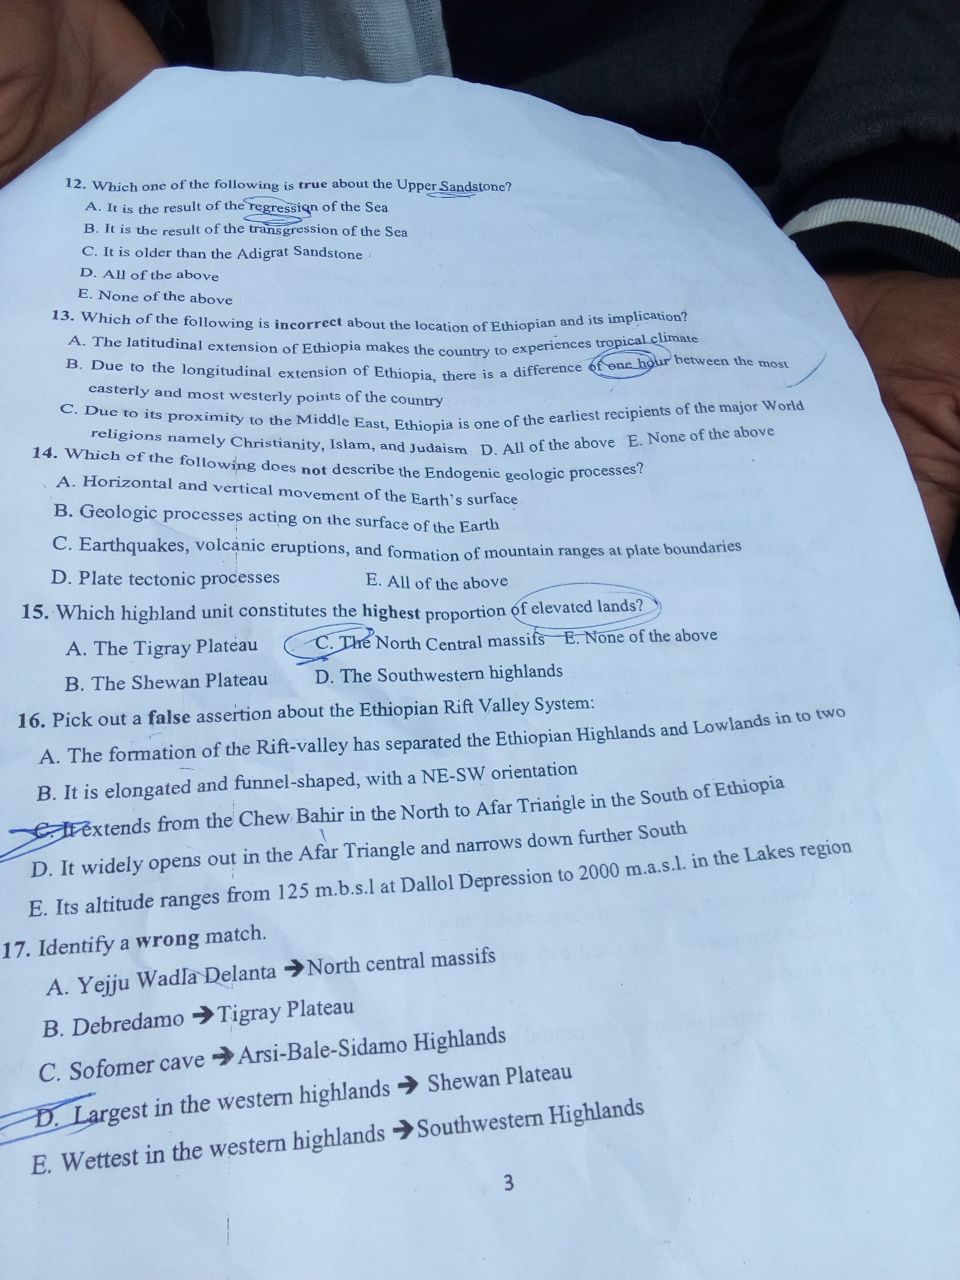 12. Which one of the following is true about the Upper Sandstone?
A. It is the result of the regression of the Sea
B. It is the result of the transgression of the Sea
C. It is older than the Adigrat Sandstone
D. All of the above
E. None of the above
13. Which of the following is incorrect about the location of Ethiopian and its implication?
A. The latitudinal extension of Ethiopia makes the country to experiences tropical climate
B. Due to the longitudinal extension of Ethiopia, there is a difference of one hour between the most
easterly and most westerly points of the country
C. Due to its proximity to the Middle East, Ethiopia is one of the earliest recipients of the major World
religions namely Christianity, Islam, and Judaism D. All of the above E. None of the above
14. Which of the following does not describe the Endogenic geologic processes?
A. Horizontal and vertical movement of the Earth's surface
B. Geologic processes acting on the surface of the Earth
C. Earthquakes, volcanic eruptions, and formation of mountain ranges at plate boundaries
D. Plate tectonic processes E. All of the above
15. Which highland unit constitutes the highest proportion of elevated lands?
A. The Tigray Plateau C. The North Central massifs E. None of the above
B. The Shewan Plateau D. The Southwestern highlands
16. Pick out a false assertion about the Ethiopian Rift Valley System:
A. The formation of the Rift-valley has separated the Ethiopian Highlands and Lowlands in to two
B. It is elongated and funnel-shaped, with a NE-SW orientation
C. It extends from the Chew Bahir in the North to Afar Triangle in the South of Ethiopia
D. It widely opens out in the Afar Triangle and narrows down further South
E. Its altitude ranges from 125 m.b.s.l at Dallol Depression to 2000 m.a.s.l. in the Lakes region
17. Identify a wrong match.
A. Yejju Wadla Delanta ➔ North central massifs
B. Debredamo ➔ Tigray Plateau
C. Sofomer cave ➔ Arsi-Bale-Sidamo Highlands
D. Largest in the western highlands ➔ Shewan Plateau
E. Wettest in the western highlands ➔ Southwestern Highlands
3